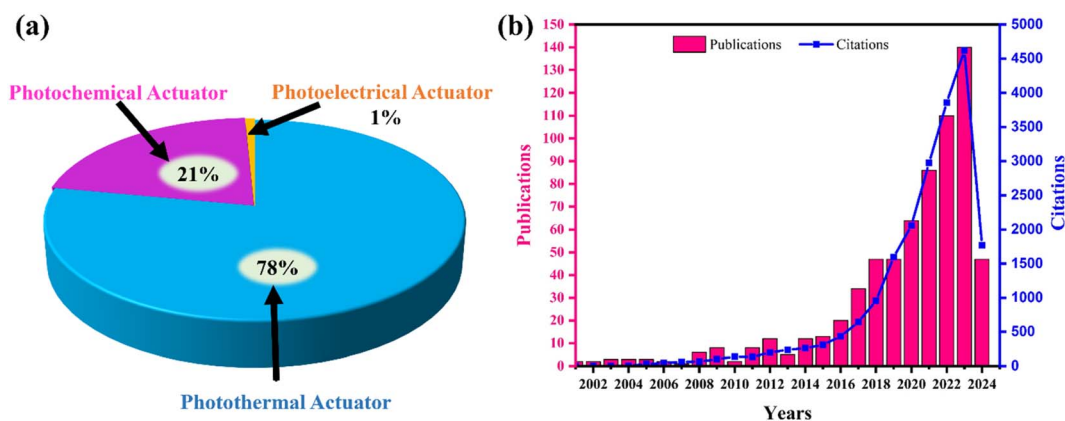 (a)
Photochemical Actuator
Photoelectrical Actuator
1%
21%
78%
Photothermal Actuator
(b)
Publications
Citations
150
140
130
120
110
100
90
80
70
60
50
40
30
20
10
0
Publications
5000
4500
4000
3500
3000
2500
2000
1500
1000
500
0
Citations
2002 2004 2006 2008 2010 2012 2014 2016 2018 2020 2022 2024
Years